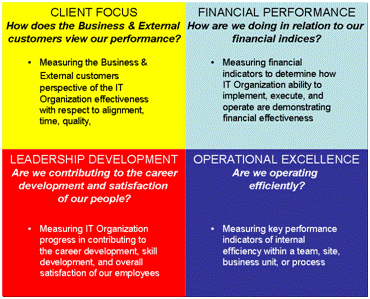 CLIENT FOCUS
How does the Business & External
customers view our performance?
• Measuring the Business &
External customers
perspective of the IT
Organization effectiveness
with respect to alignment,
time, quality,
FINANCIAL PERFORMANCE
How are we doing in relation to our
financial indices?
• Measuring financial
indicators to determine how
IT Organization ability to
implement, execute, and
operate are demonstrating
financial effectiveness
LEADERSHIP DEVELOPMENT
Are we contributing to the career
development and satisfaction
of our people?
• Measuring IT Organization
progress in contributing to
the career development, skill
development, and overall
satisfaction of our employees
OPERATIONAL EXCELLENCE
Are we operating
efficiently?
• Measuring key performance
indicators of internal
efficiency within a team, site,
business unit, or process